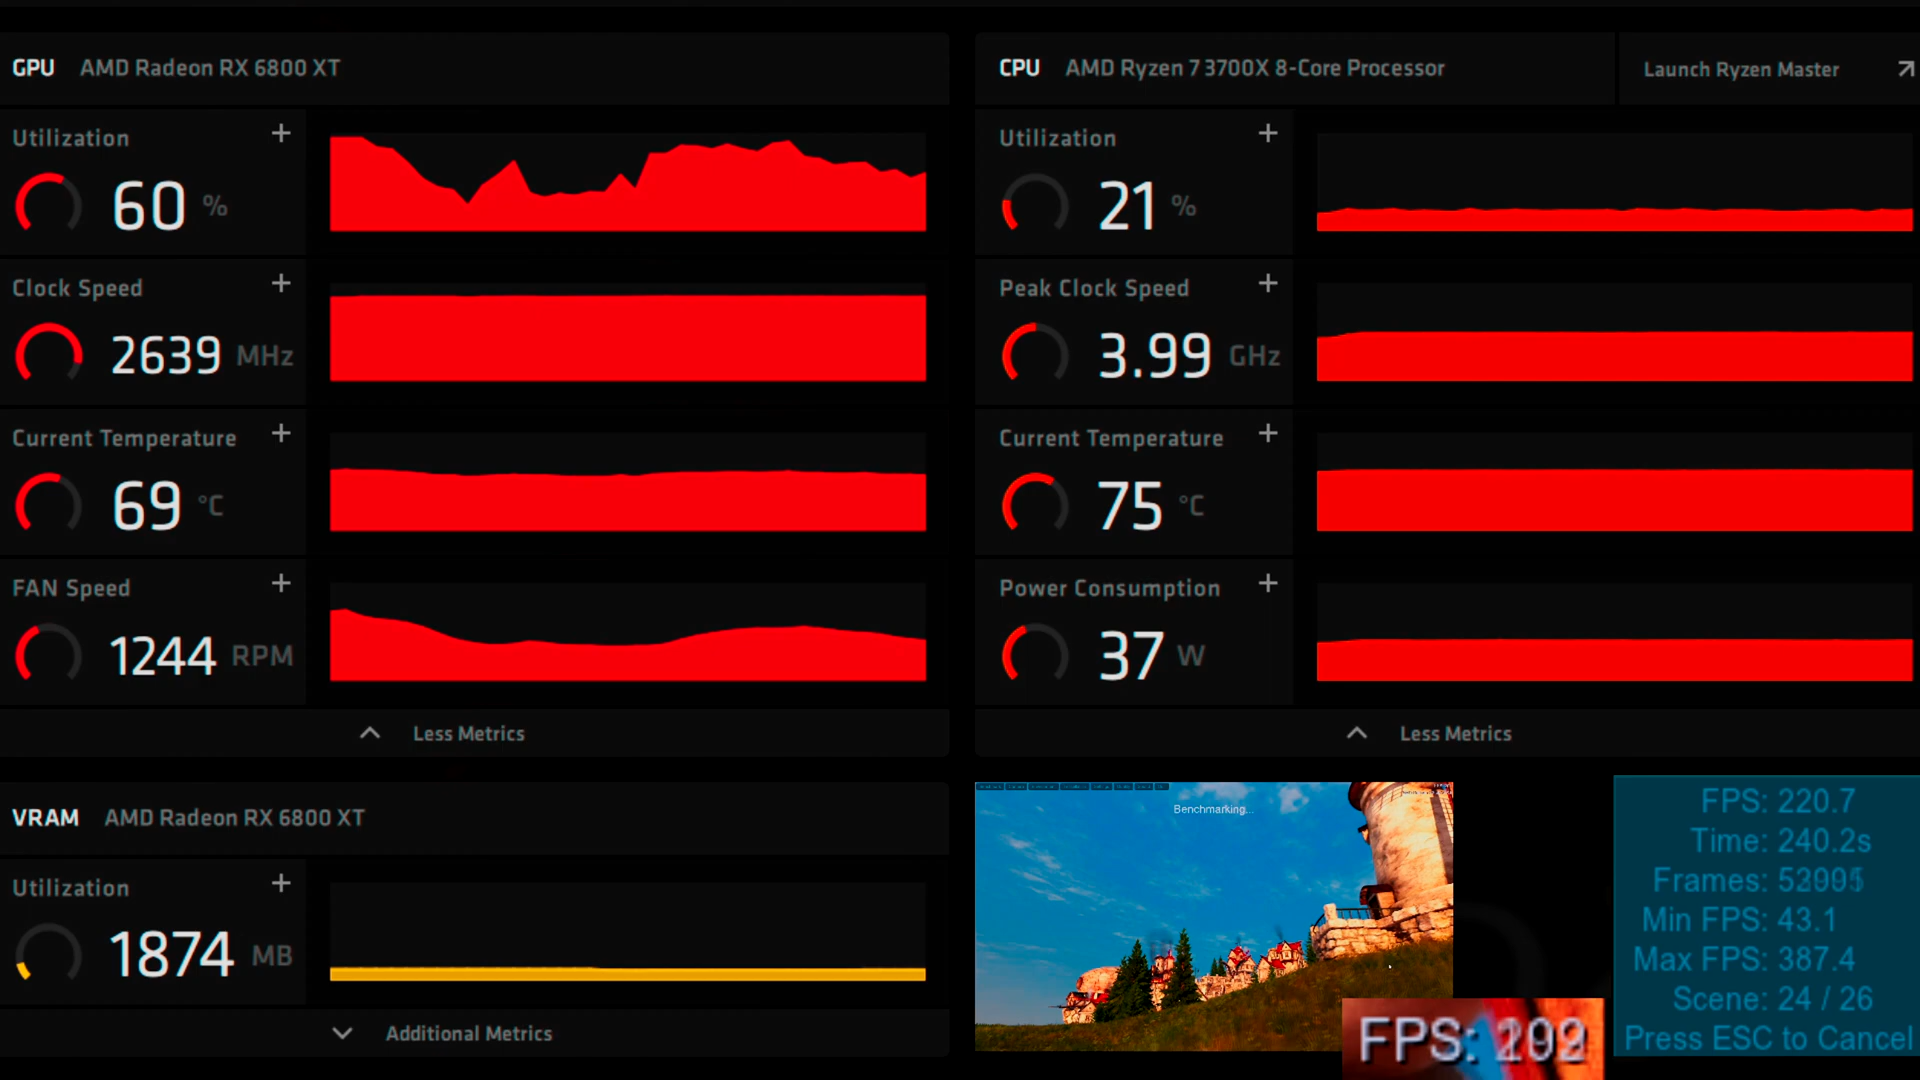 GPU AMD Radeon RX 6800 XT
Utilization
60 %
Clock Speed
2639 MHz
Current Temperature
69 °C
FAN Speed
1244 RPM
Less Metrics
CPU AMD Ryzen 7 3700X 8-Core Processor
Launch Ryzen Master
Utilization
21 %
Peak Clock Speed
3.99 GHz
Current Temperature
75 °C
Power Consumption
37 W
Less Metrics
VRAM AMD Radeon RX 6800 XT
Utilization
1874 MB
Additional Metrics
Benchmarking...
FPS:
FPS: 220.7
Time: 240.2s
Frames:
Min FPS: 43.1
Max FPS: 387.4
Scene: 24 / 26
Press ESC to Cancel